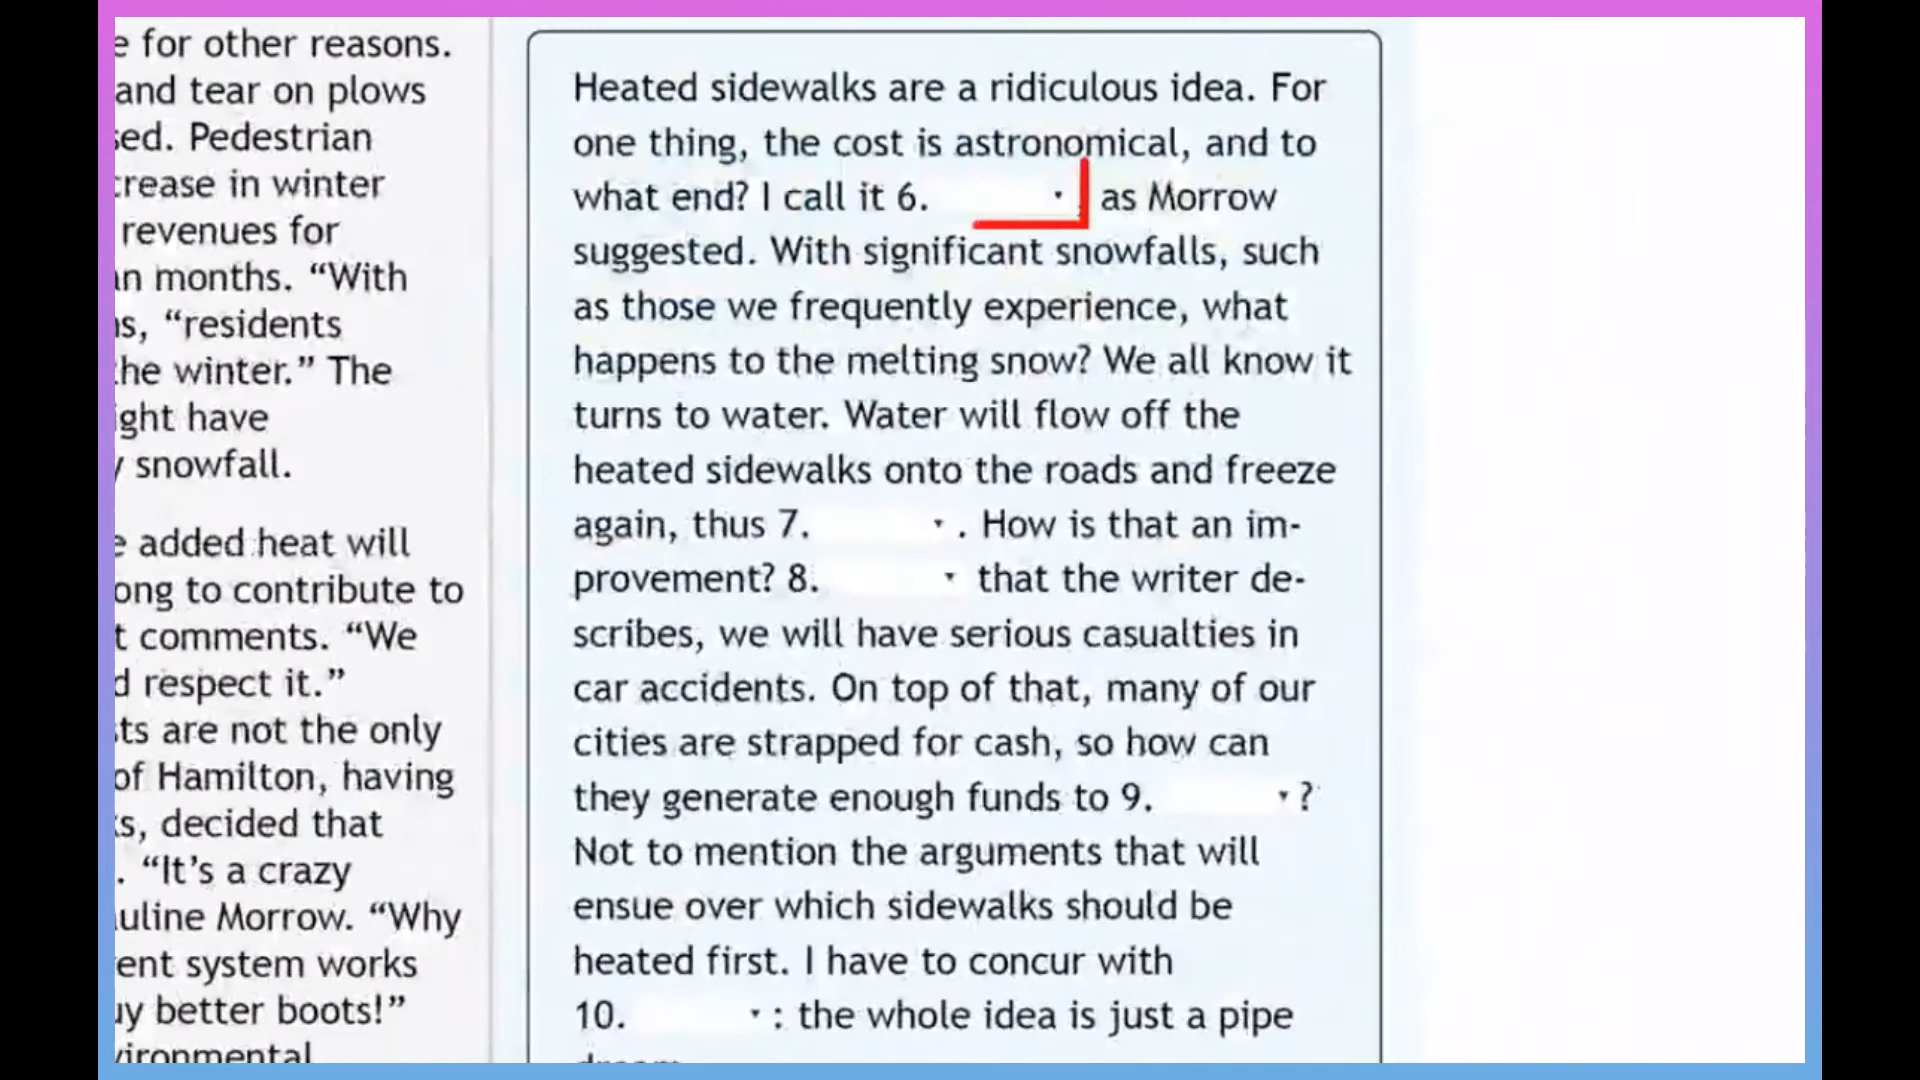 for other reasons.
and tear on plows
Pedestrian
in winter
revenues for
months. “With
“residents
winter.” The
have
snowfall.
added heat will
to contribute to
comments. “We
respect it.”
are not the only
of Hamilton, having
decided that
“It’s a crazy
Morrow. “Why
system works
better boots!”
Heated sidewalks are a ridiculous idea. For
one thing, the cost is astronomical, and to
what end? I call it 6. as Morrow
suggested. With significant snowfalls, such
as those we frequently experience, what
happens to the melting snow? We all know it
turns to water. Water will flow off the
heated sidewalks onto the roads and freeze
again, thus 7. . How is that an im-
provement? 8. that the writer de-
scribes, we will have serious casualties in
car accidents. On top of that, many of our
cities are strapped for cash, so how can
they generate enough funds to 9. ?
Not to mention the arguments that will
ensue over which sidewalks should be
heated first. I have to concur with
10. : the whole idea is just a pipe